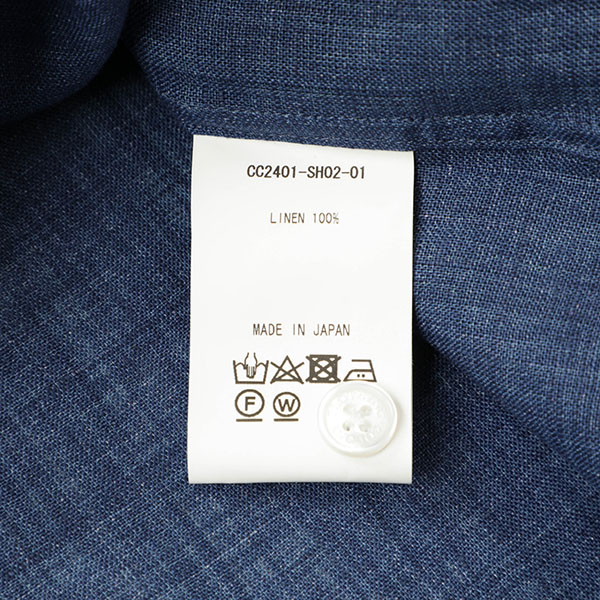 CC2401-SH02-01
LINEN 100%
MADE IN JAPAN
F W